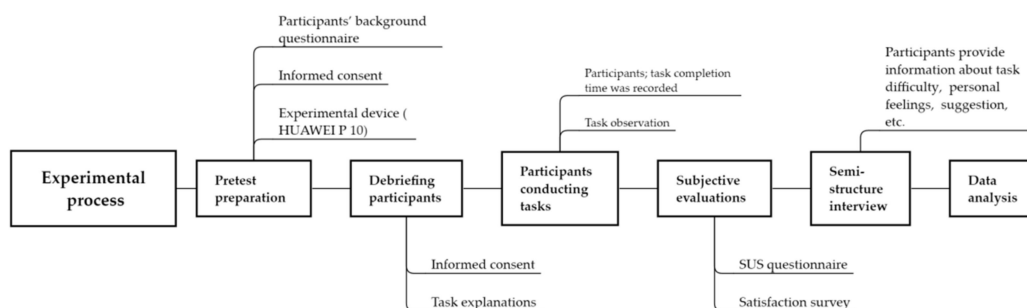 Participants' background
questionnaire
Informed consent
Experimental device (
HUAWEI P 10)
Participants; task completion
time was recorded
Task observation
Participants provide
information about task
difficulty, personal
feelings, suggestion,
etc.
Experimental
process
Pretest
preparation
Debriefing
participants
Participants
conducting
tasks
Subjective
evaluations
Semi-
structure
interview
Data
analysis
Informed consent
Task explanations
SUS questionnaire
Satisfaction survey